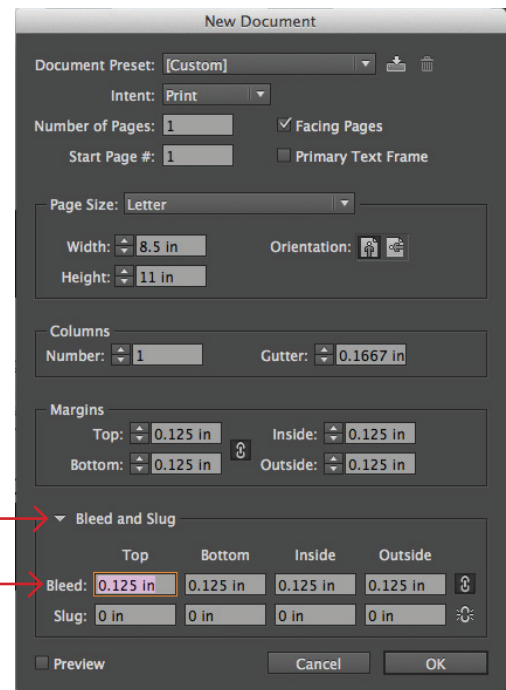 New Document
Document Preset: [Custom]
Intent: Print
Number of Pages: 1 Facing Pages
Start Page #: 1 Primary Text Frame
Page Size: Letter
Width: 8.5 in Orientation:
Height: 11 in
Columns
Number: 1 Gutter: 0.1667 in
Margins
Top: 0.125 in Inside: 0.125 in
Bottom: 0.125 in Outside: 0.125 in
Bleed and Slug
Top Bottom Inside Outside
Bleed: 0.125 in 0.125 in 0.125 in 0.125 in
Slug: 0 in 0 in 0 in 0 in
Preview Cancel OK